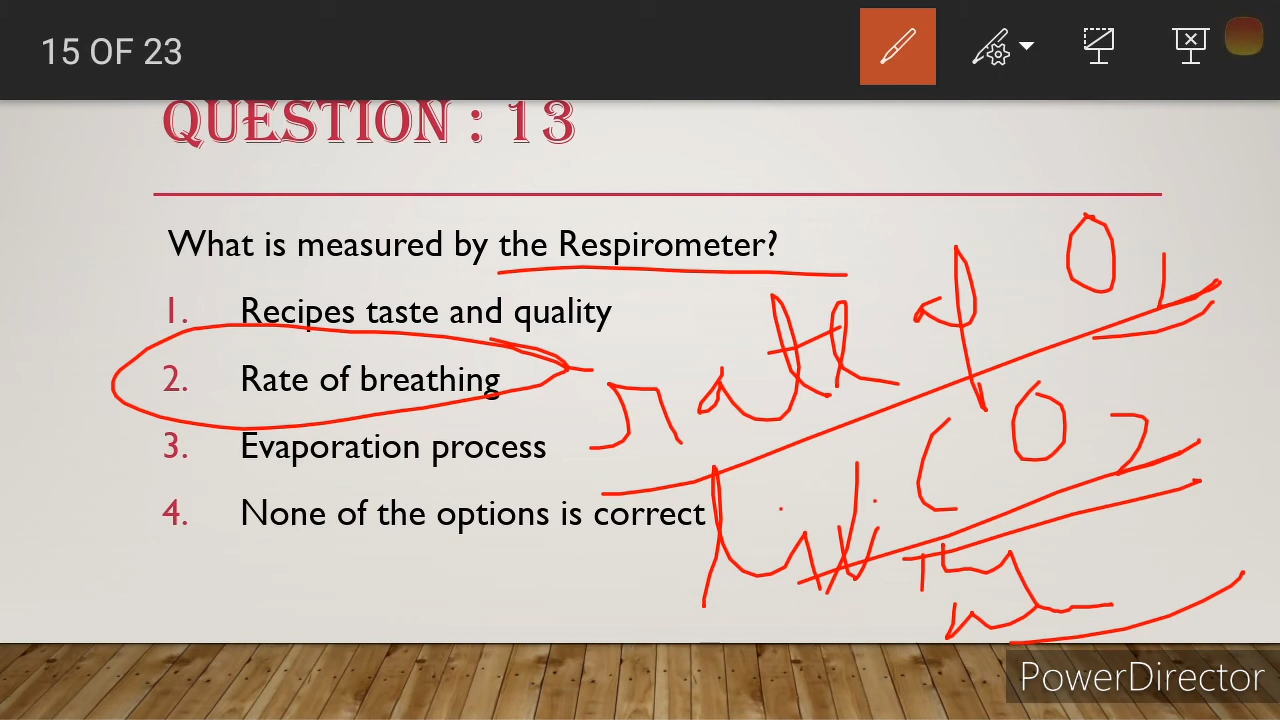 15 OF 23
QUESTION : 13
What is measured by the Respirometer?
1. Recipes taste and quality
2. Rate of breathing
3. Evaporation process
4. None of the options is correct
rate of O2
CO2
PowerDirector